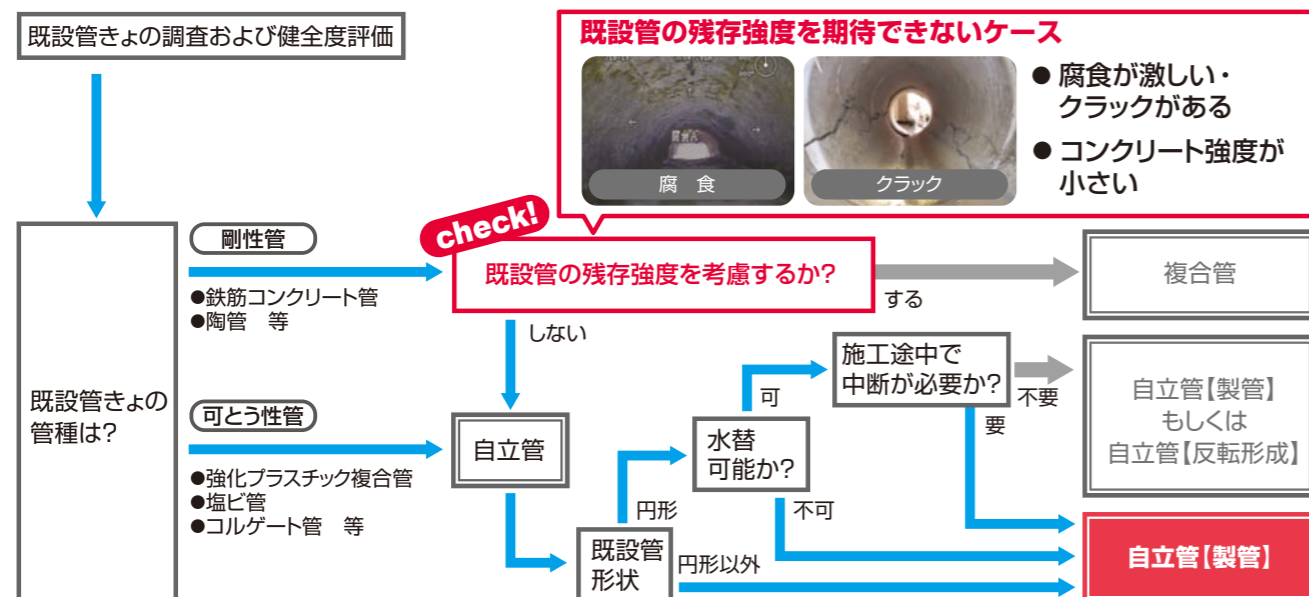 既設管きょの調査および健全度評価
既設管の残存強度を期待できないケース
腐 食
クラック
● 腐食が激しい・
クラックがある
● コンクリート強度が
小さい
check!
既設管の残存強度を考慮するか?
する
複合管
既設管きょの
管種は?
剛性管
●鉄筋コンクリート管
●陶管 等
しない
可とう性管
●強化プラスチック複合管
●塩ビ管
●コルゲート管 等
自立管
既設管
形状
円形
円形以外
水替
可能か?
可
不可
施工途中で
中断が必要か?
不要
要
自立管【製管】
もしくは
自立管【反転形成】
自立管【製管】